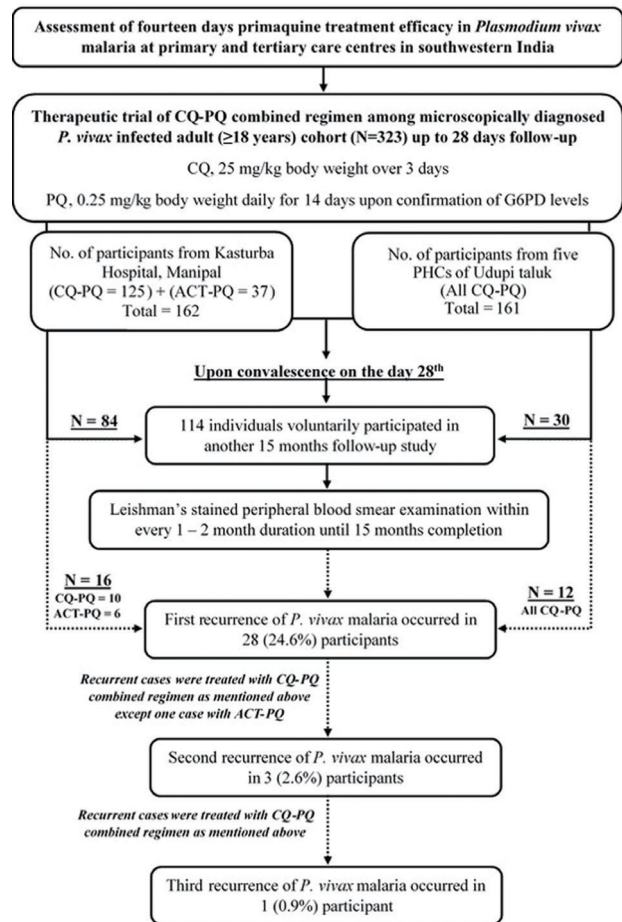 Assessment of fourteen days primaquine treatment efficacy in Plasmodium vivax
malaria at primary and tertiary care centres in southwestern India
Therapeutic trial of CQ-PQ combined regimen among microscopically diagnosed
P. vivax infected adult (≥18 years) cohort (N=323) up to 28 days follow-up
CQ, 25 mg/kg body weight over 3 days
PQ, 0.25 mg/kg body weight daily for 14 days upon confirmation of G6PD levels
No. of participants from Kasturba
Hospital, Manipal
(CQ-PQ = 125) + (ACT-PQ = 37)
Total = 162
No. of participants from five
PHCs of Udupi taluk
(All CQ-PQ)
Total = 161
Upon convalescence on the day 28th
N = 84
114 individuals voluntarily participated in
another 15 months follow-up study
N = 30
Leishman's stained peripheral blood smear examination within
every 1 – 2 month duration until 15 months completion
N = 16
CQ-PQ = 10
ACT-PQ = 6
N = 12
All CQ-PQ
First recurrence of P. vivax malaria occurred in
28 (24.6%) participants
Recurrent cases were treated with CQ-PQ
combined regimen as mentioned above
except one case with ACT-PQ
Second recurrence of P. vivax malaria occurred
in 3 (2.6%) participants
Recurrent cases were treated with CQ-PQ
combined regimen as mentioned above
Third recurrence of P. vivax malaria occurred in
1 (0.9%) participant